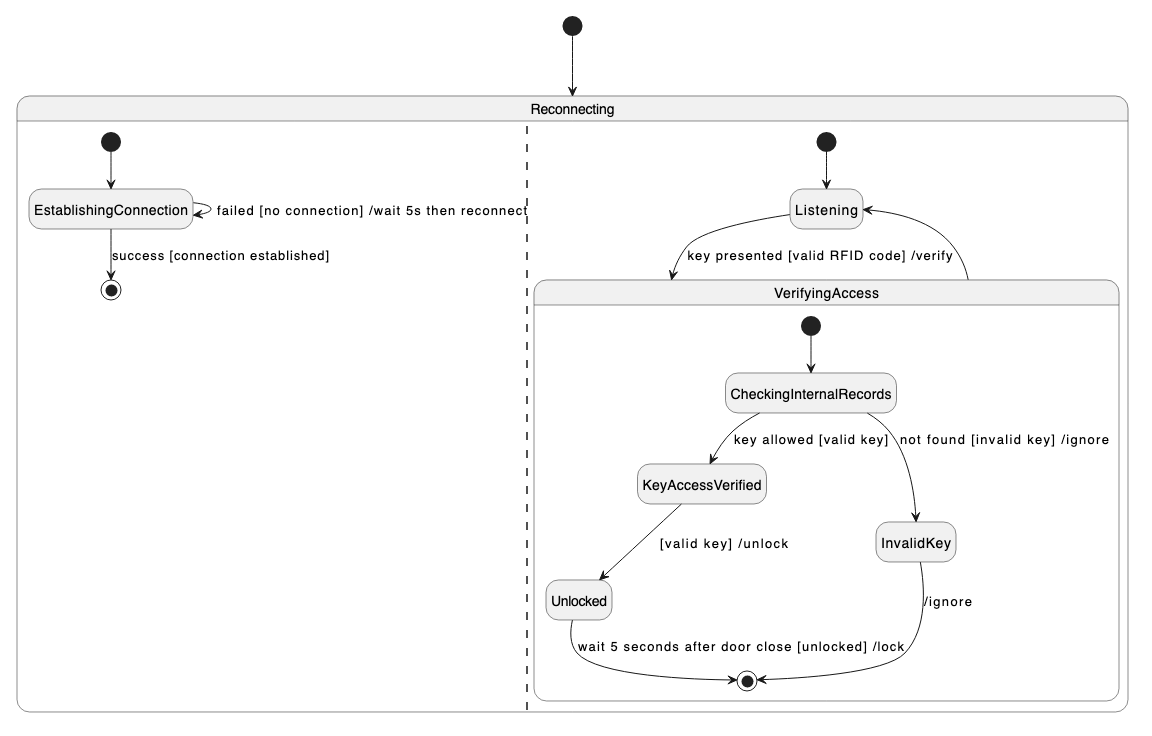 Reconnecting
EstablishingConnection
failed [no connection] /wait 5s then reconnect
success [connection established]
Listening
key presented [valid RFID code] /verify
VerifyingAccess
CheckingInternalRecords
key allowed [valid key]
not found [invalid key] /ignore
KeyAccessVerified
[valid key] /unlock
InvalidKey
Unlocked
/ignore
wait 5 seconds after door close [unlocked] /lock